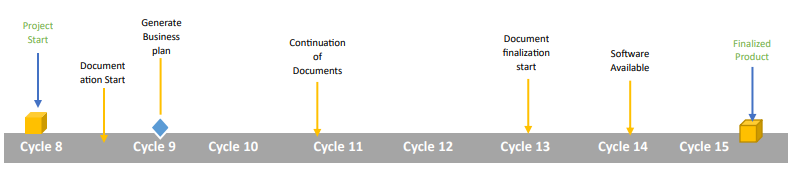 Project
Start
Document
ation Start
Generate
Business
plan
Continuation
of
Documents
Document
finalization
start
Software
Available
Finalized
Product
Cycle 8
Cycle 9
Cycle 10
Cycle 11
Cycle 12
Cycle 13
Cycle 14
Cycle 15